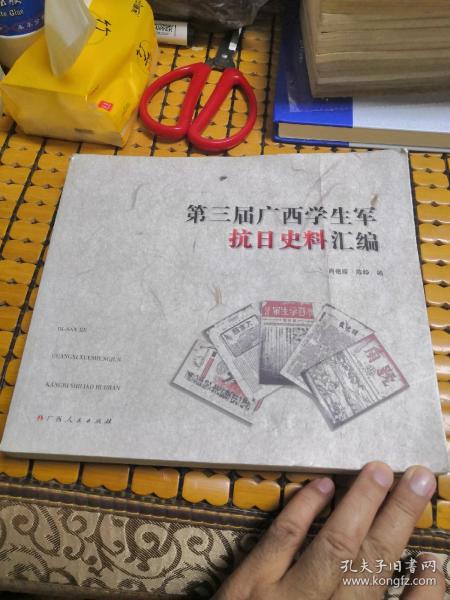 第三届广西学生军
抗日史料汇编
DI-SAN JIE
GUANGXI XUESHENGJUN
KANGRI SHILIAO HUIBIAN
广西人民出版社
孔夫子旧书网
www.kongfz.com